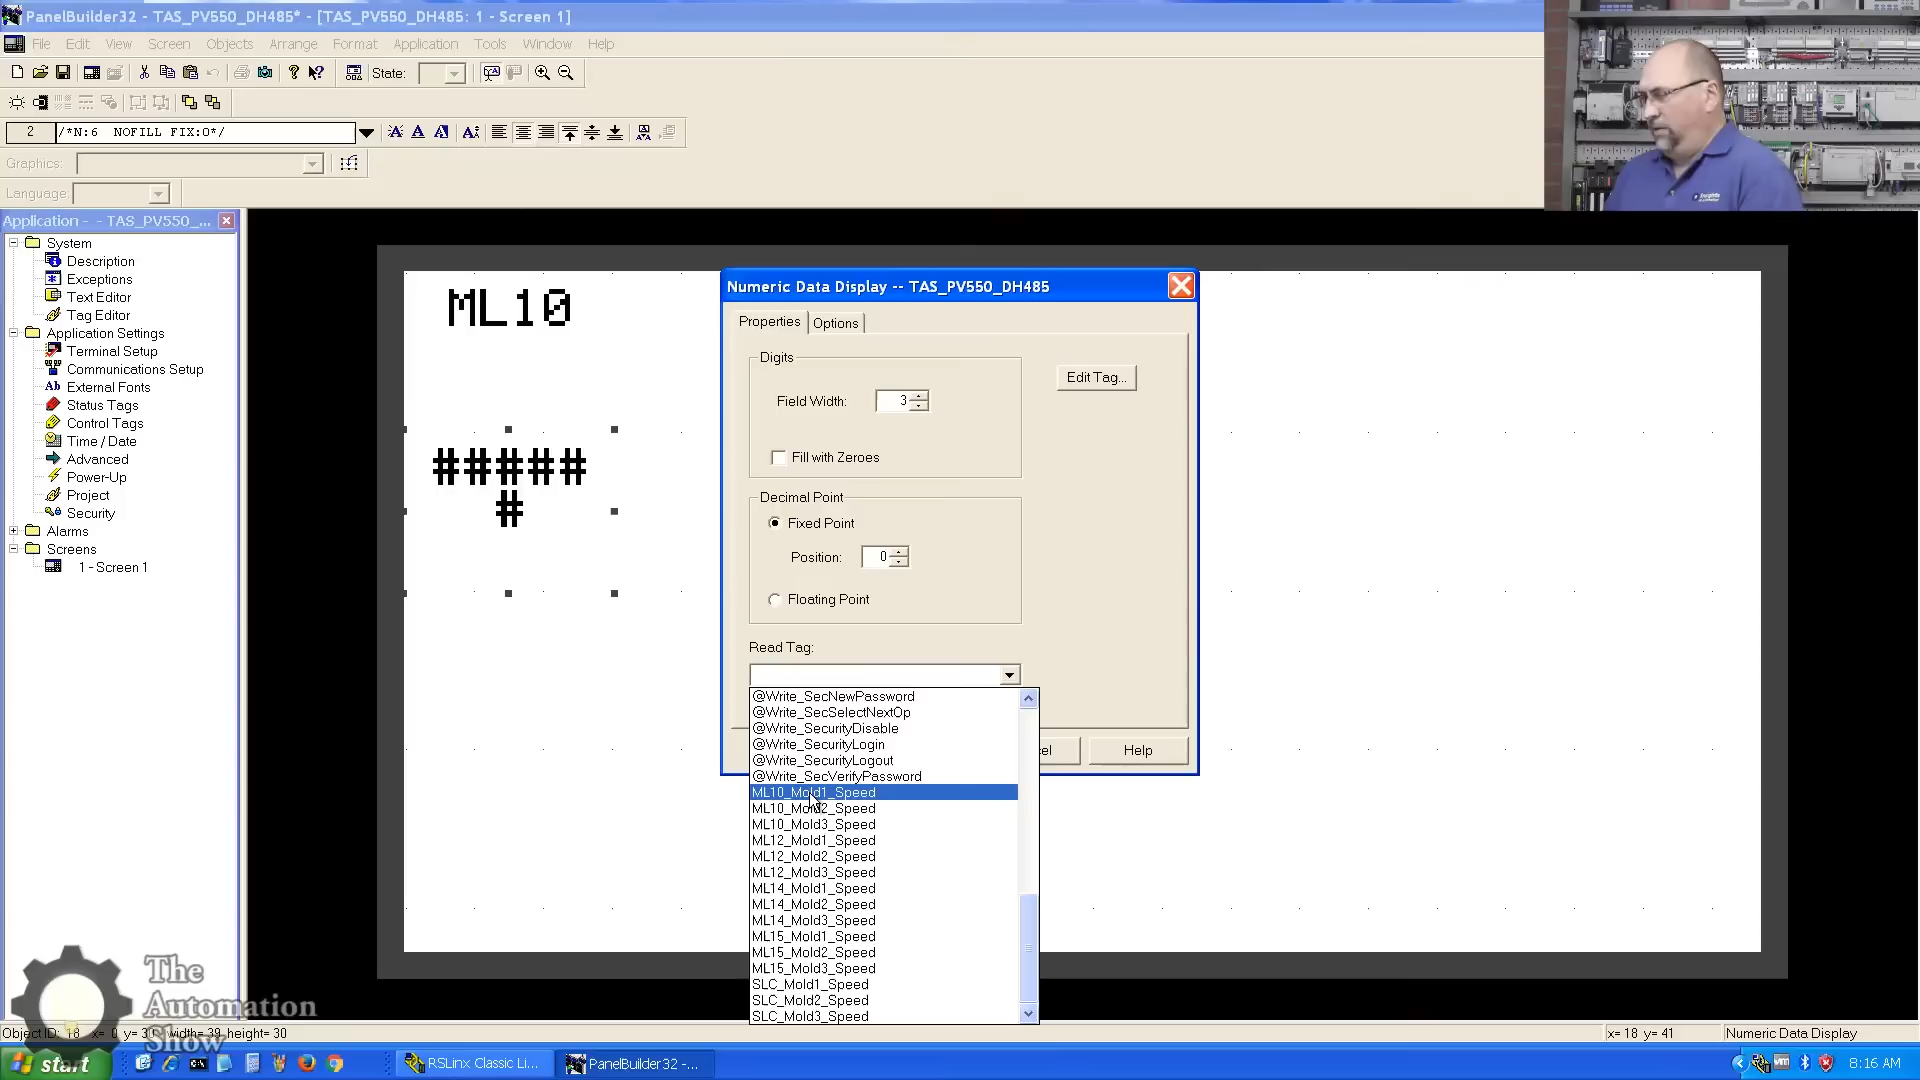 PanelBuilder32 - TAS_PV550_DH485* - [TAS_PV550_DH485: 1 - Screen 1]
File Edit View Screen Objects Arrange Format Application Tools Window Help
State:
2 /*N:6 NOFILL FIX:0*/
Graphics:
Language:
Application - - TAS_PV550_...
System
Description
Exceptions
Text Editor
Tag Editor
Application Settings
Terminal Setup
Communications Setup
External Fonts
Status Tags
Control Tags
Time / Date
Advanced
Power-Up
Project
Security
Alarms
Screens
1 - Screen 1
ML10
#####
#
Numeric Data Display -- TAS_PV550_DH485
Properties Options
Digits
Edit Tag...
Field Width: 3
Fill with Zeroes
Decimal Point
Fixed Point
Position: 0
Floating Point
Read Tag:
@Write_SecNewPassword
@Write_SecSelectNextOp
@Write_SecurityDisable
@Write_SecurityLogin
@Write_SecurityLogout
@Write_SecVerifyPassword
ML10_Mold1_Speed
ML10_Mold2_Speed
ML10_Mold3_Speed
ML12_Mold1_Speed
ML12_Mold2_Speed
ML12_Mold3_Speed
ML14_Mold1_Speed
ML14_Mold2_Speed
ML14_Mold3_Speed
ML15_Mold1_Speed
ML15_Mold2_Speed
ML15_Mold3_Speed
SLC_Mold1_Speed
SLC_Mold2_Speed
SLC_Mold3_Speed
cel Help
The
Automation
Show
Object ID: 18 x= 0 y= 30 width= 39 height= 30
x= 18 y= 41 Numeric Data Display
start RSLinx Classic Li... PanelBuilder32 -... 8:16 AM